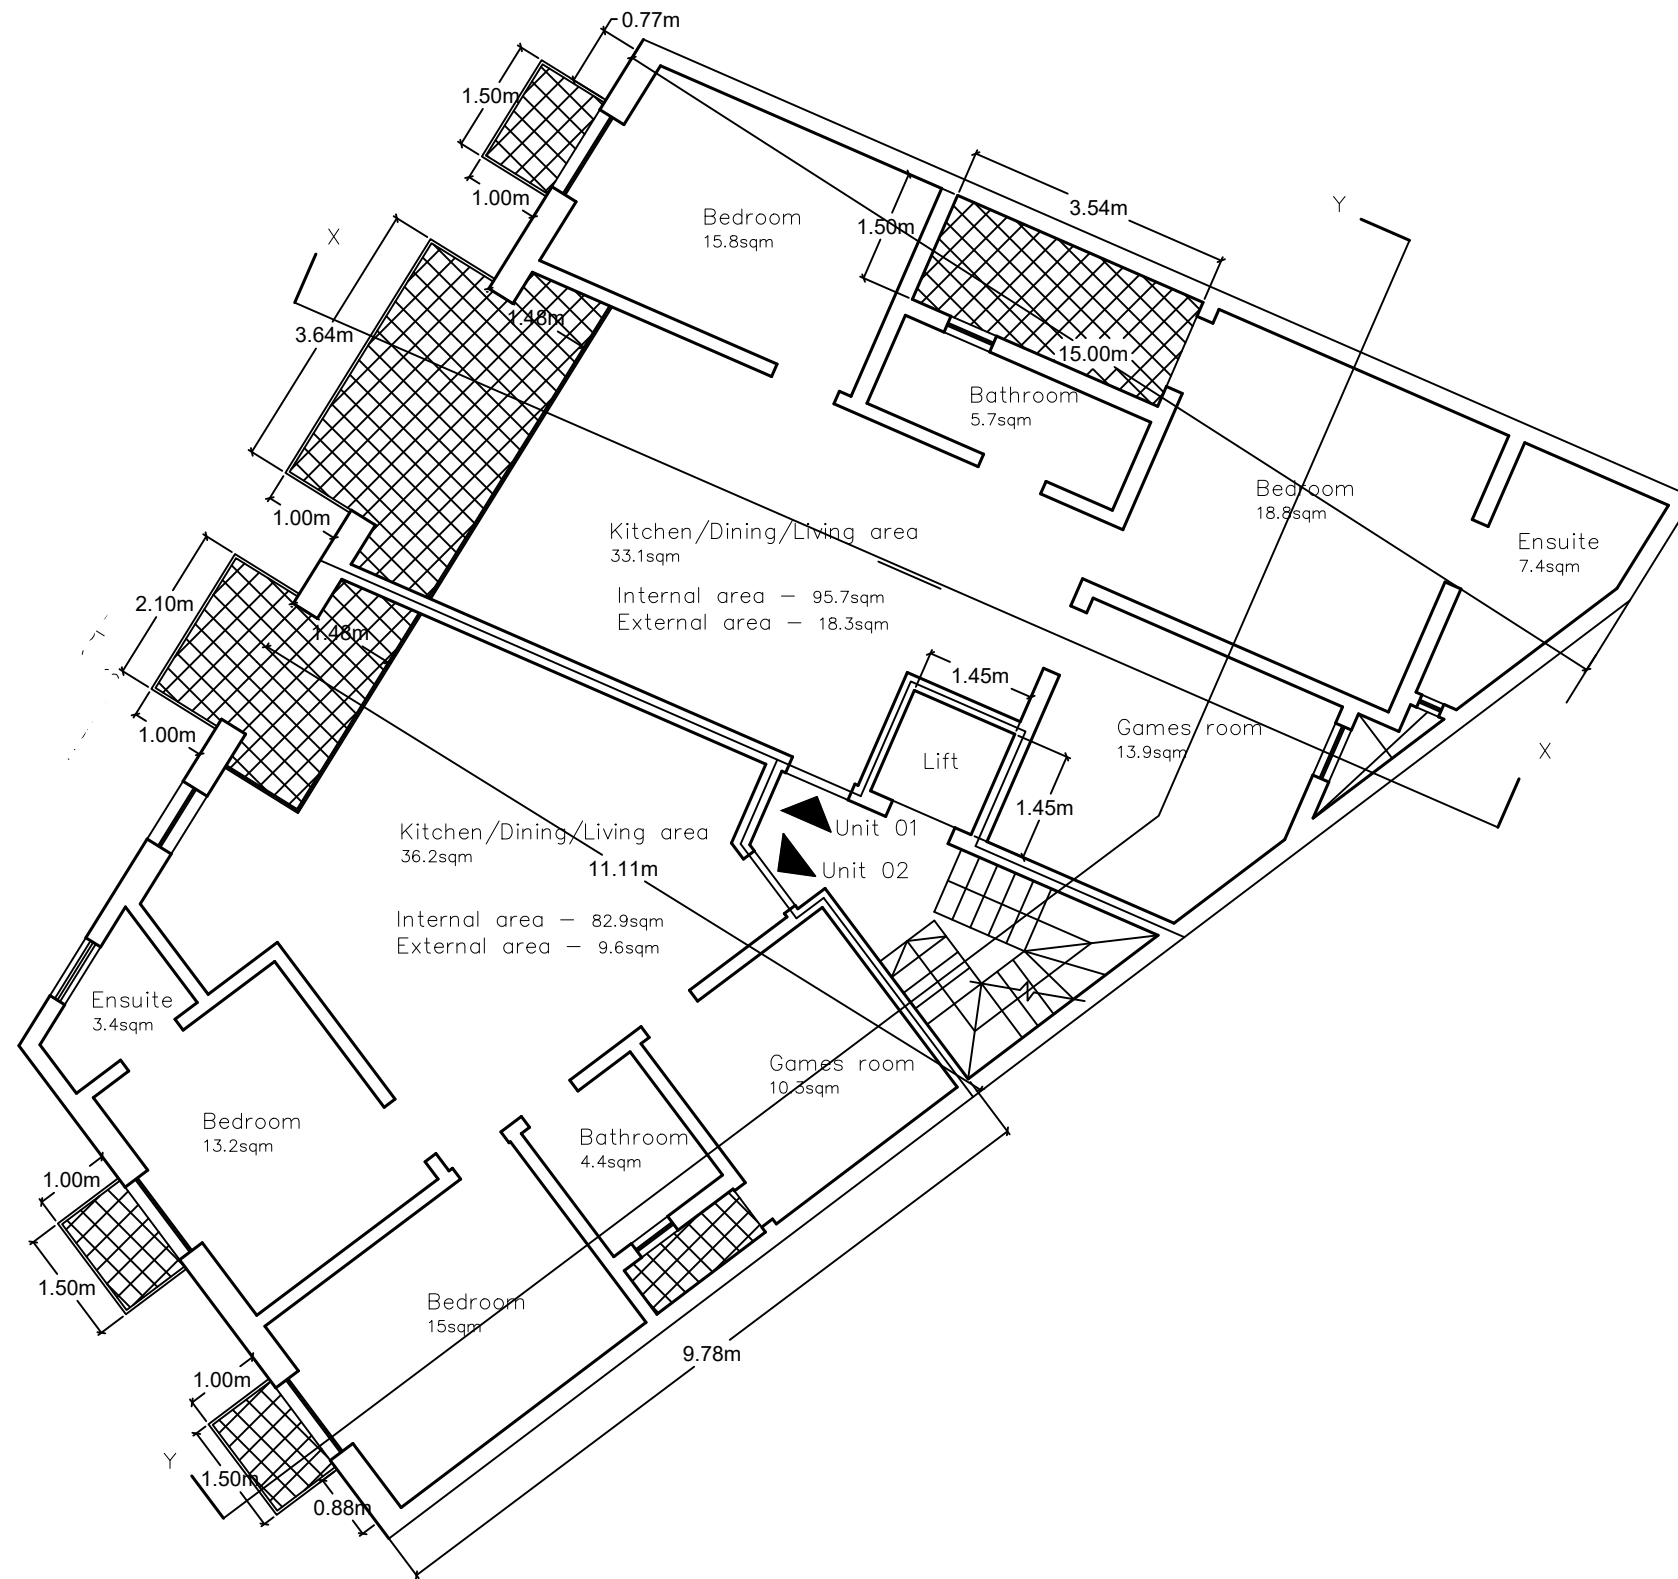 0.77m
1.50m
1.00m
3.54m
1.50m
Y
Bedroom
15.8sqm
X
3.64m
1.48m
15.00m
Bathroom
5.7sqm
Bedroom
18.8sqm
1.00m
Kitchen/Dining/Living area
33.1sqm
Ensuite
7.4sqm
Internal area – 95.7sqm
External area – 18.3sqm
2.10m
1.48m
1.45m
1.00m
Games room
13.9sqm
X
Lift
1.45m
Unit 01
Unit 02
Kitchen/Dining/Living area
36.2sqm
11.11m
Internal area – 82.9sqm
External area – 9.6sqm
Ensuite
3.4sqm
Games room
10.3sqm
Bedroom
13.2sqm
Bathroom
4.4sqm
1.00m
1.50m
Bedroom
15sqm
9.78m
1.00m
Y
1.50m
0.88m